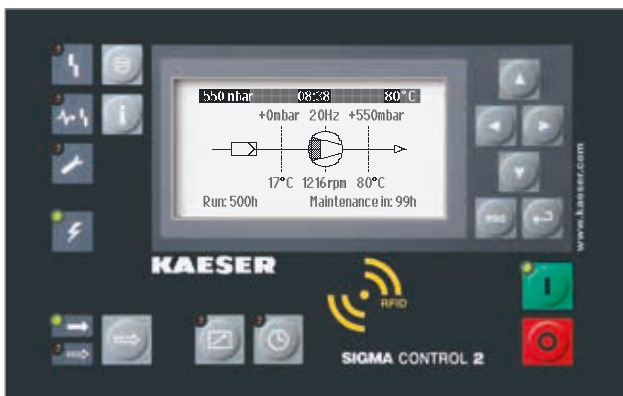 550 mbar 08:38 80°C
+0mbar 20Hz +550mbar
17°C 1216rpm 80°C
Run: 500h Maintenance in: 99h
i
esc
www.kaeser.com
KAESER
RFID
I
SIGMA CONTROL 2